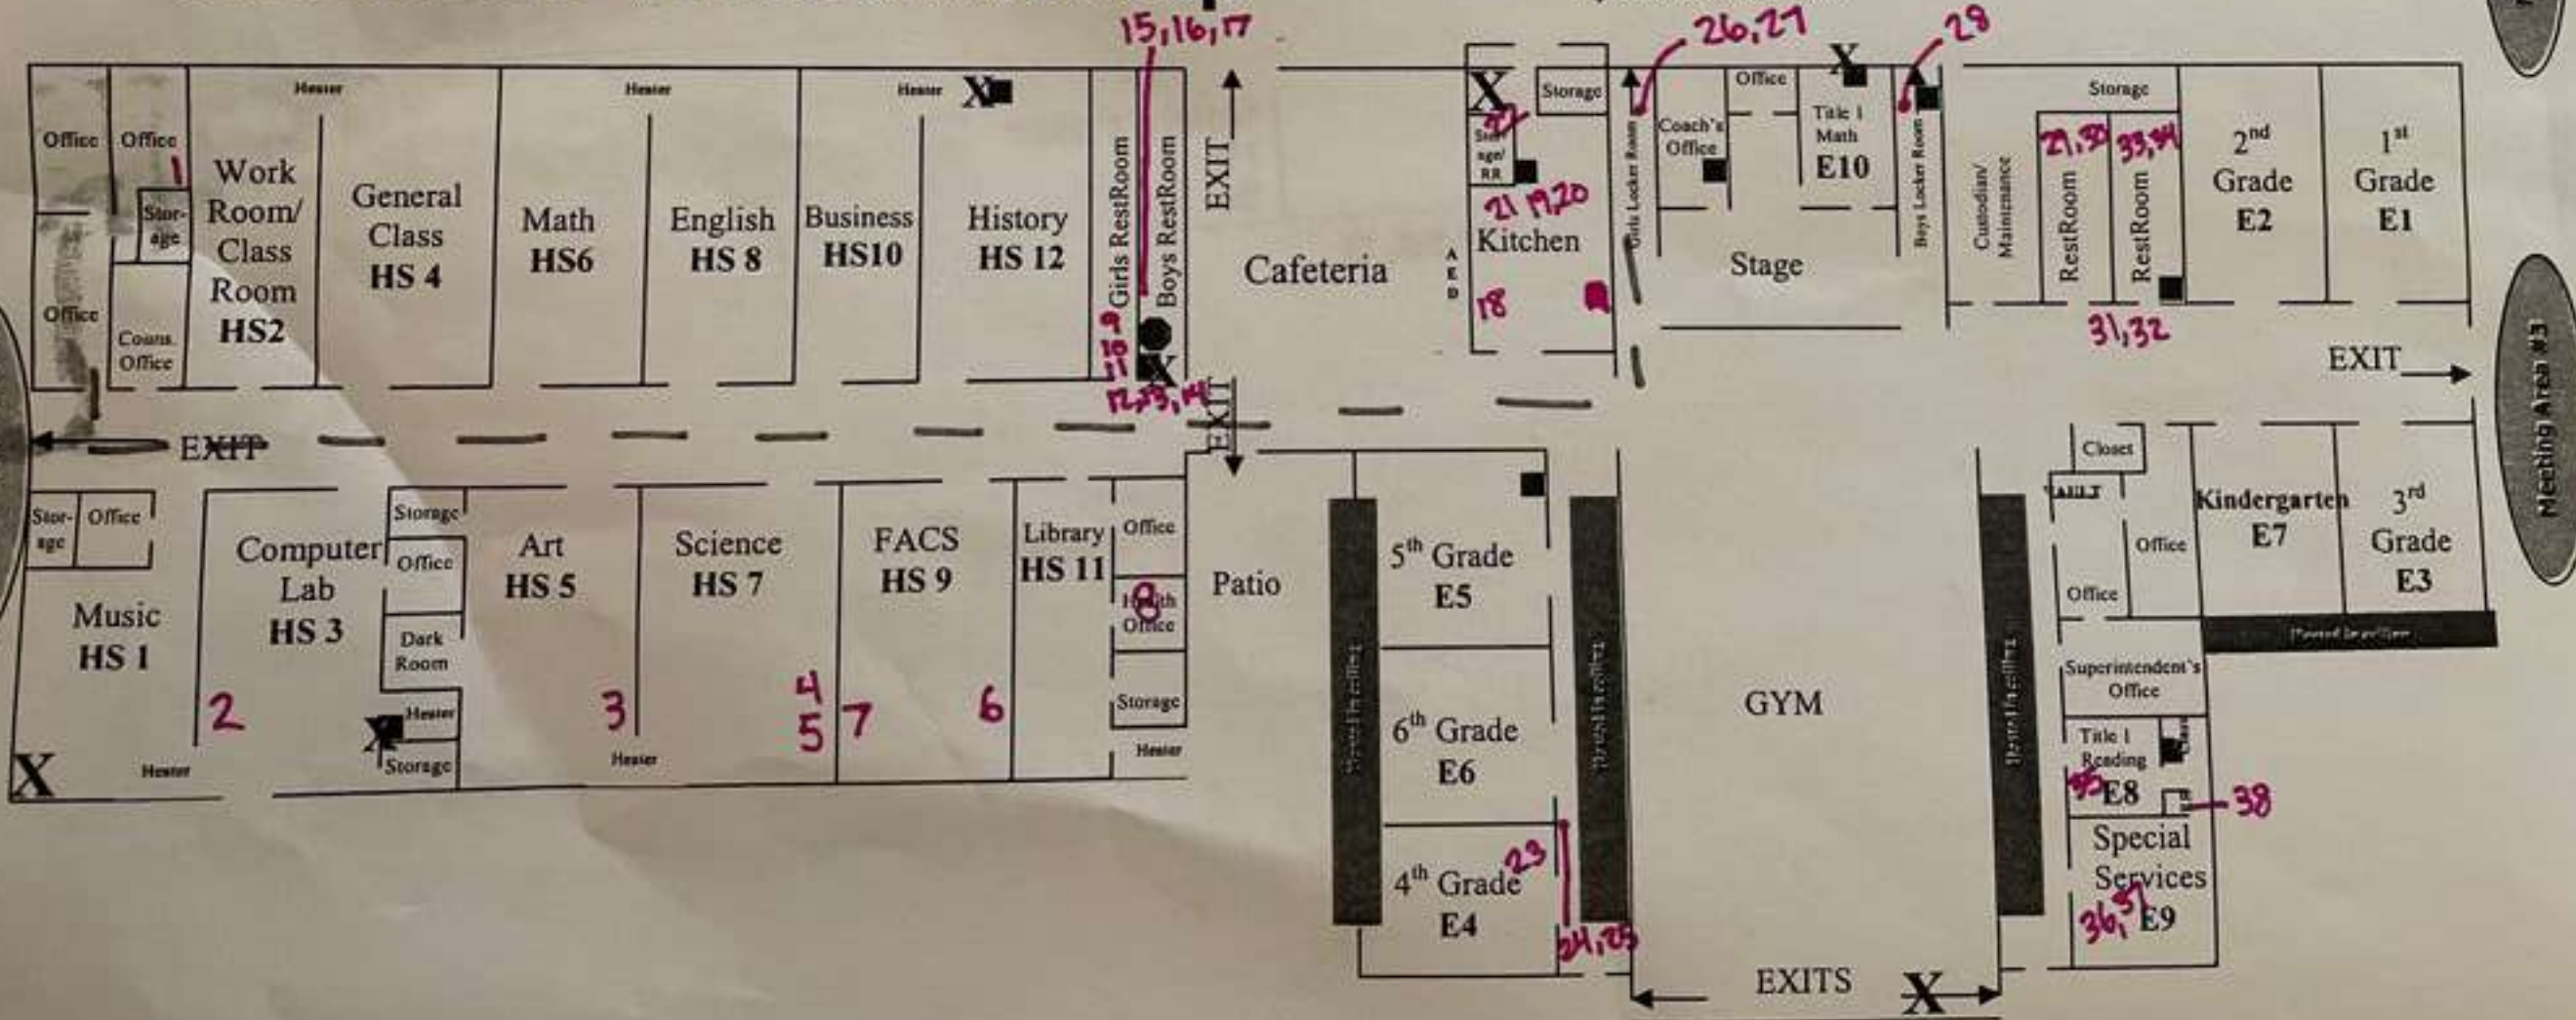 15,16,17
26,27
28
Heater
Heater
Heater
X
X
X
Office
Office
1
Stor-
age
Office
Couns.
Office
Work
Room/
Class
Room
HS2
General
Class
HS 4
Math
HS6
English
HS 8
Business
HS10
History
HS 12
Girls RestRoom
Boys RestRoom
9
10
11
12,13,14
X
EXIT
EXIT
Cafeteria
AED
Storage
22
Stor
age/
RR
21 19,20
Kitchen
18
Girls Locker Room
Coach's
Office
Office
Title 1
Math
E10
Stage
Boys Locker Room
Custodian/
Maintenance
Storage
29,30
RestRoom
33,34
RestRoom
31,32
2nd
Grade
E2
1st
Grade
E1
EXIT
Meeting Area #3
EXIT
Stor-
age
Office
Music
HS 1
Heater
X
Computer
Lab
HS 3
2
Storage
Office
Dark
Room
Heater
X
Storage
Art
HS 5
3
Heater
Science
HS 7
4
5
FACS
HS 9
7
6
Library
HS 11
Office
Health
Office
8
Storage
Heater
Patio
5th Grade
E5
6th Grade
E6
23
4th Grade
E4
24,25
GYM
EXITS
X
Closet
VAULT
Office
Office
Kindergarten
E7
3rd
Grade
E3
Superintendent's
Office
Title 1
Reading
35
E8
38
Special
Services
36,37
E9